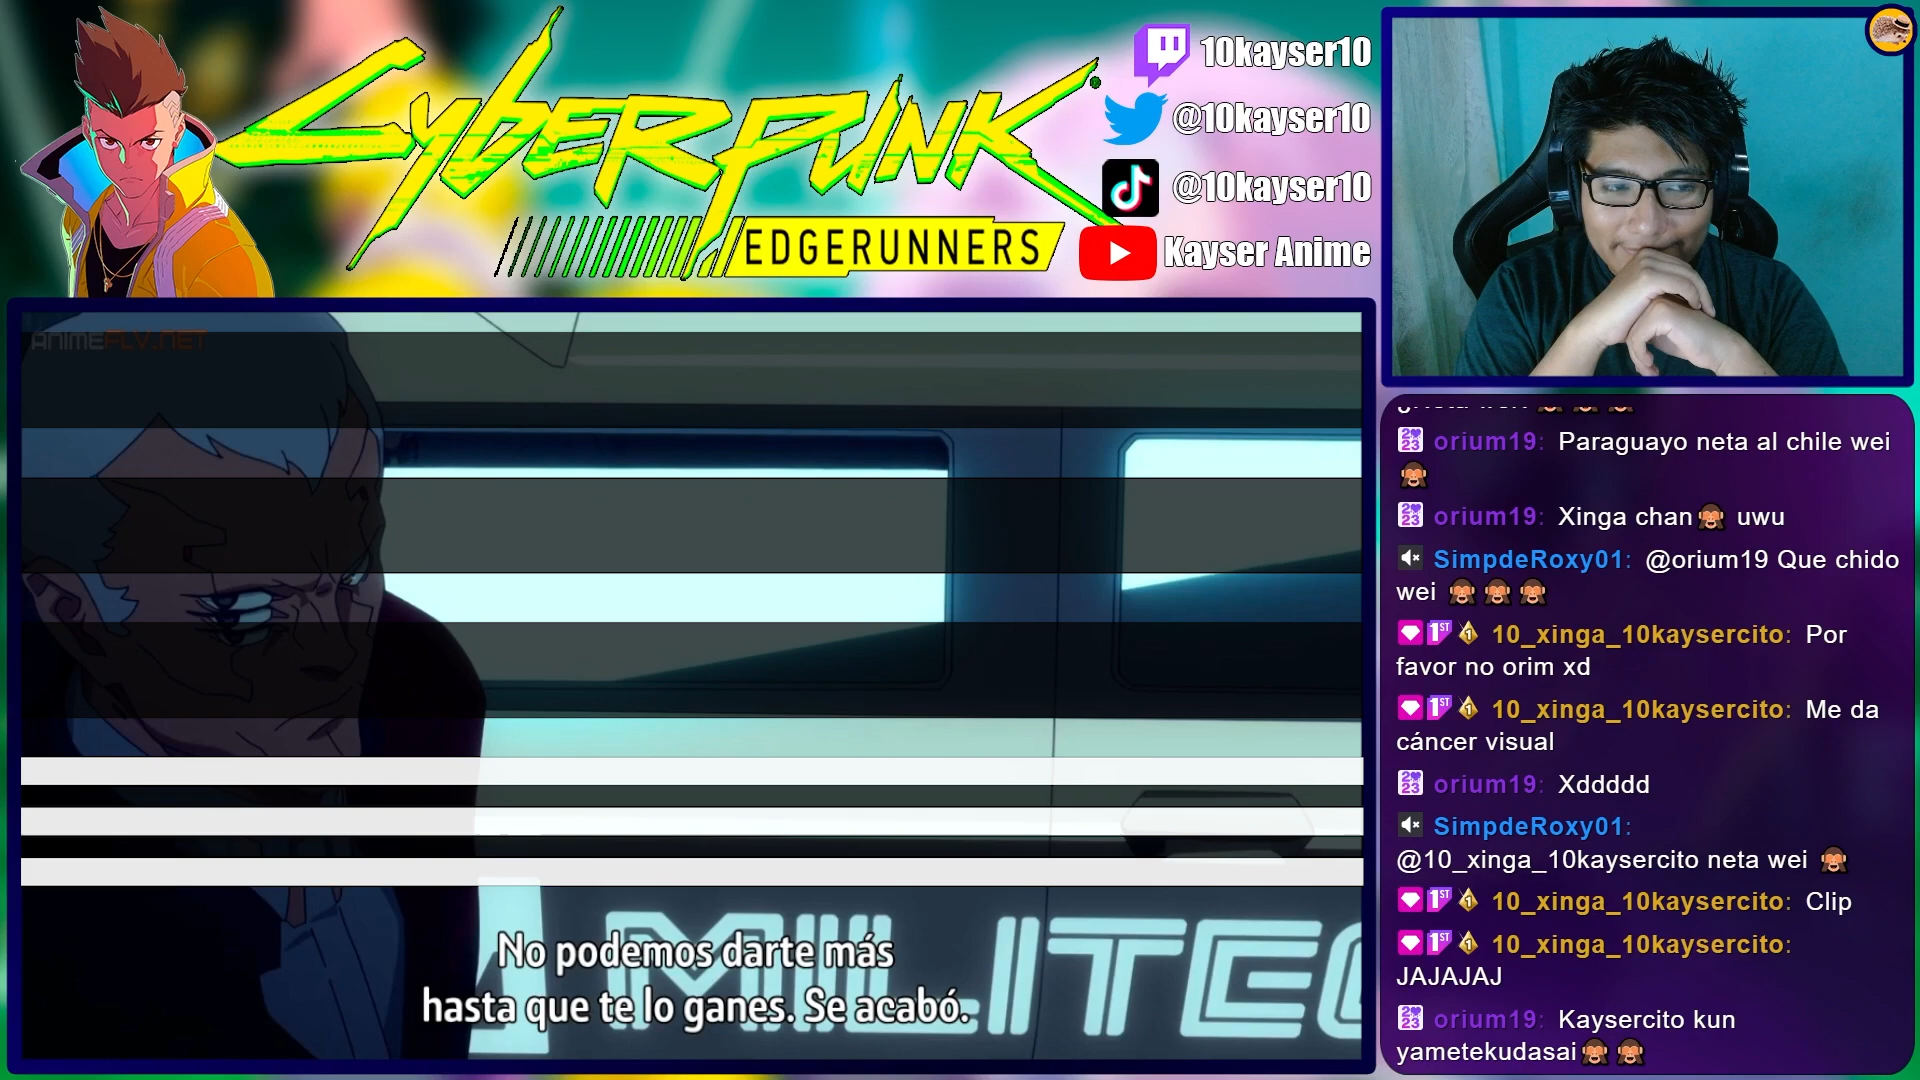 CYBERPUNK
EDGERUNNERS
10kayser10
@10kayser10
@10kayser10
Kayser Anime
ANIMEFLV.NET
No podemos darte más
hasta que te lo ganes. Se acabó.
MILITEC
orium19: Paraguayo neta al chile wei
🙈
orium19: Xinga chan🙈 uwu
SimpdeRoxy01: @orium19 Que chido
wei 🙈 🙈 🙈
10_xinga_10kaysercito: Por
favor no orim xd
10_xinga_10kaysercito: Me da
cáncer visual
orium19: Xddddd
SimpdeRoxy01:
@10_xinga_10kaysercito neta wei 🙈
10_xinga_10kaysercito: Clip
10_xinga_10kaysercito:
JAJAJAJ
orium19: Kaysercito kun
yametekudasai🙈 🙈